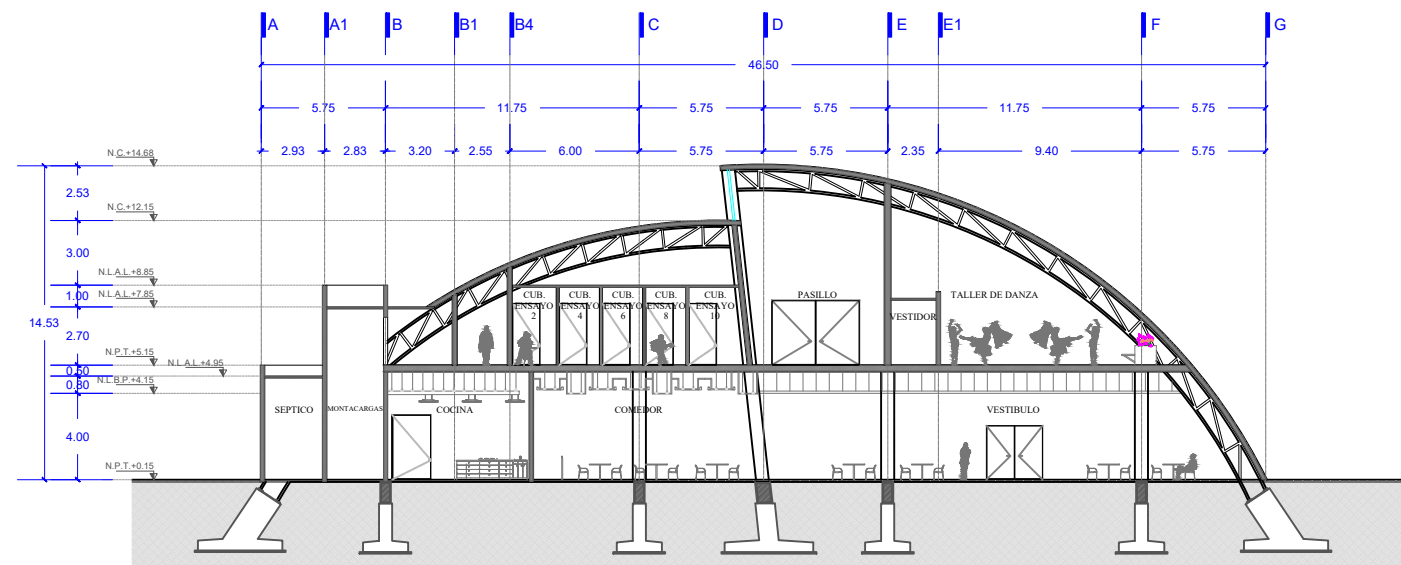 A A1 B B1 B4 C D E E1 F G
46.50
5.75 11.75 5.75 5.75 11.75 5.75
2.93 2.83 3.20 2.55 6.00 5.75 5.75 2.35 9.40 5.75
N.C.+14.68
2.53
N.C.+12.15
3.00
N.L.A.L.+8.85
1.00
N.L.A.L.+7.85
14.53
2.70
N.P.T.+5.15
N.L.A.L.+4.95
0.50
0.80
N.L.B.P.+4.15
4.00
N.P.T.+0.15
CUB. ENSAYO 2
CUB. ENSAYO 4
CUB. ENSAYO 6
CUB. ENSAYO 8
CUB. ENSAYO 10
PASILLO
VESTIDOR
TALLER DE DANZA
SEPTICO
MONTACARGAS
COCINA
COMEDOR
VESTIBULO